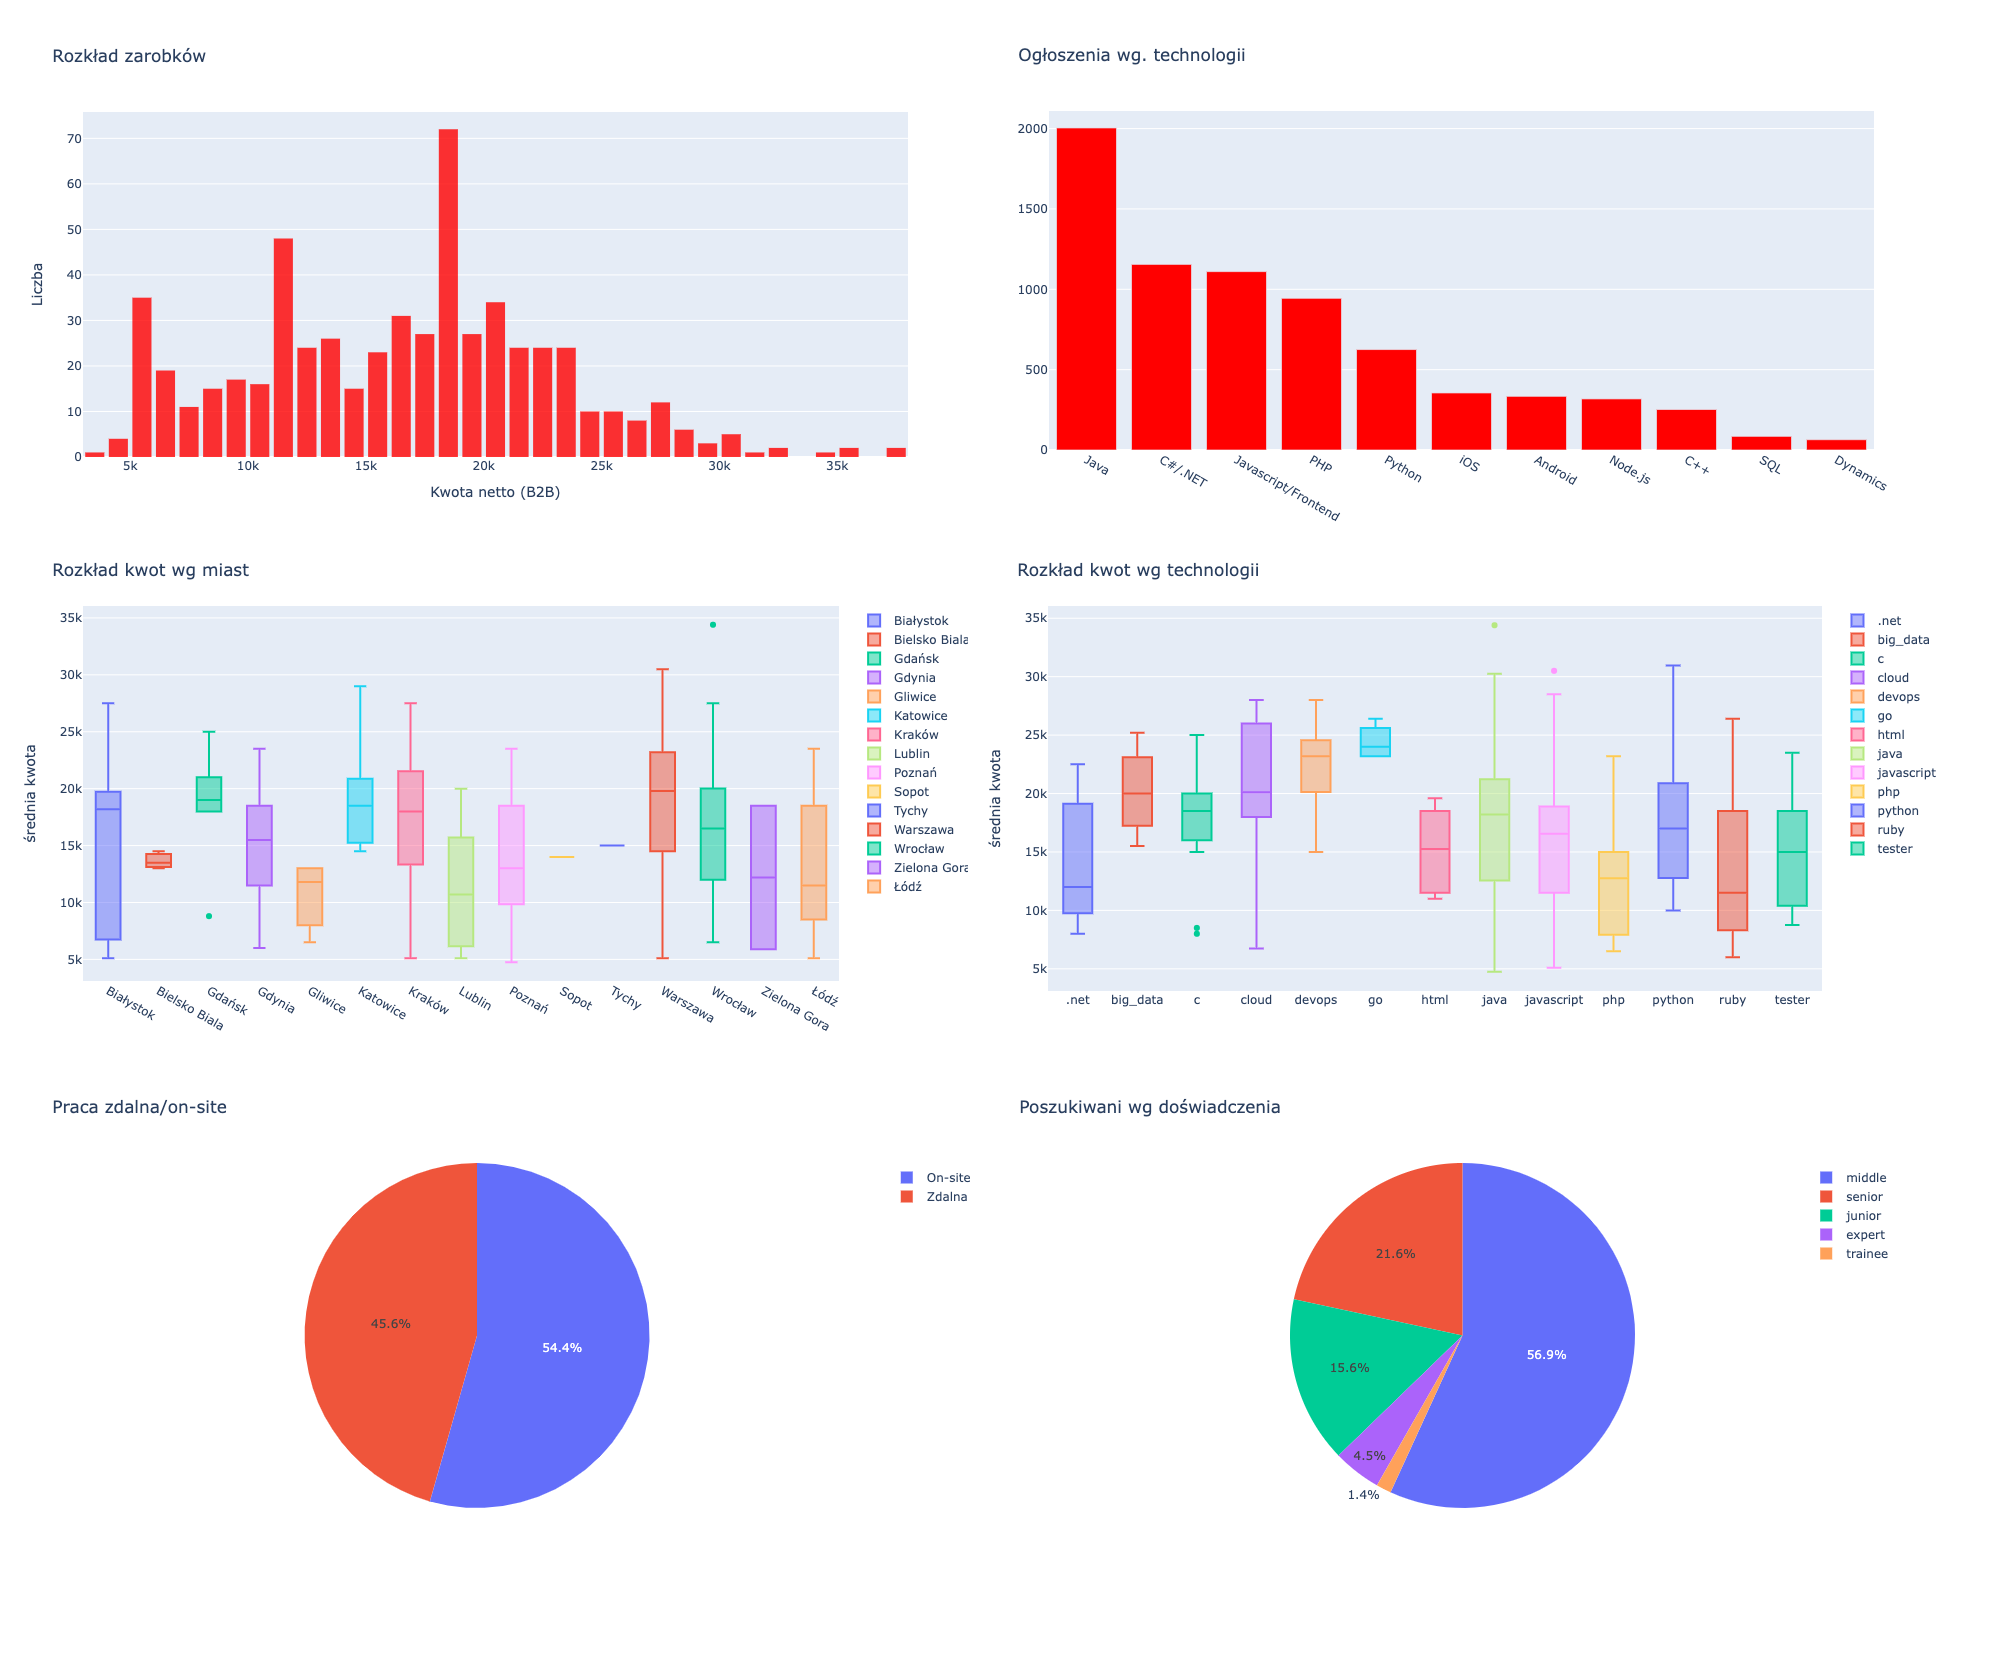 Rozkład zarobków
70
60
50
40
30
20
10
0
Liczba
5k
10k
15k
20k
25k
30k
35k
Kwota netto (B2B)
Ogłoszenia wg. technologii
2000
1500
1000
500
0
Java
C#/.NET
Javascript/Frontend
PHP
Python
iOS
Android
Node.js
C++
SQL
Dynamics
Rozkład kwot wg miast
35k
30k
25k
20k
15k
10k
5k
średnia kwota
Białystok
Bielsko Biala
Gdańsk
Gdynia
Gliwice
Katowice
Kraków
Lublin
Poznań
Sopot
Tychy
Warszawa
Wrocław
Zielona Gora
Łódź
Białystok
Bielsko Biala
Gdańsk
Gdynia
Gliwice
Katowice
Kraków
Lublin
Poznań
Sopot
Tychy
Warszawa
Wrocław
Zielona Gora
Łódź
Rozkład kwot wg technologii
35k
30k
25k
20k
15k
10k
5k
średnia kwota
.net
big_data
c
cloud
devops
go
html
java
javascript
php
python
ruby
tester
.net
big_data
c
cloud
devops
go
html
java
javascript
php
python
ruby
tester
Praca zdalna/on-site
45.6%
54.4%
On-site
Zdalna
Poszukiwani wg doświadczenia
21.6%
56.9%
15.6%
4.5%
1.4%
middle
senior
junior
expert
trainee